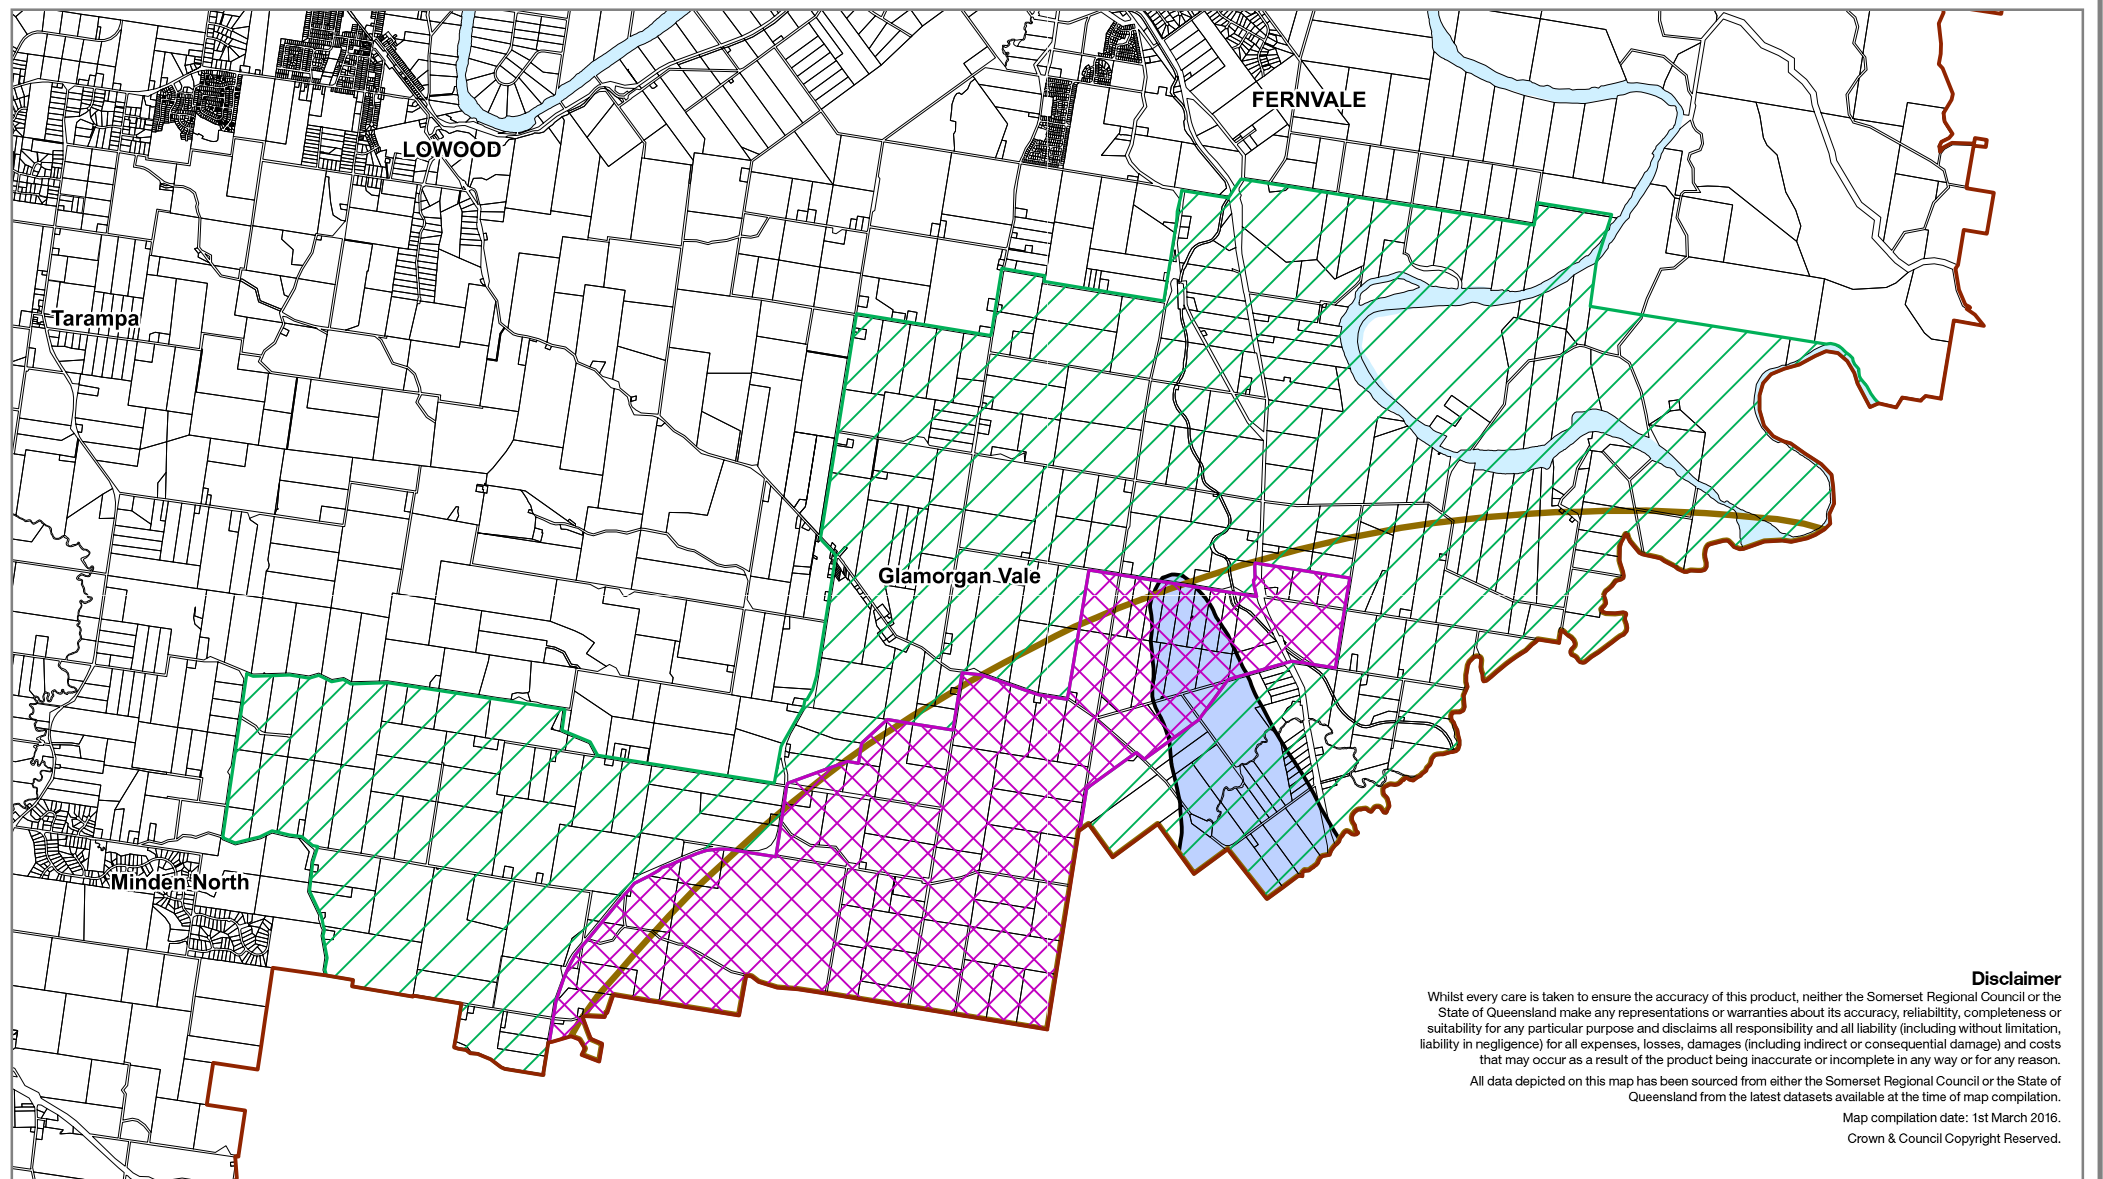 FERNVALE
LOWOOD
Tarampa
Glamorgan Vale
Minden North
Disclaimer
Whilst every care is taken to ensure the accuracy of this product, neither the Somerset Regional Council or the
State of Queensland make any representations or warranties about its accuracy, reliabiltity, completeness or
suitability for any particular purpose and disclaims all responsibility and all liability (including without limitation,
liability in negligence) for all expenses, losses, damages (including indirect or consequential damage) and costs
that may occur as a result of the product being inaccurate or incomplete in any way or for any reason.
All data depicted on this map has been sourced from either the Somerset Regional Council or the State of
Queensland from the latest datasets available at the time of map compilation.
Map compilation date: 1st March 2016.
Crown & Council Copyright Reserved.